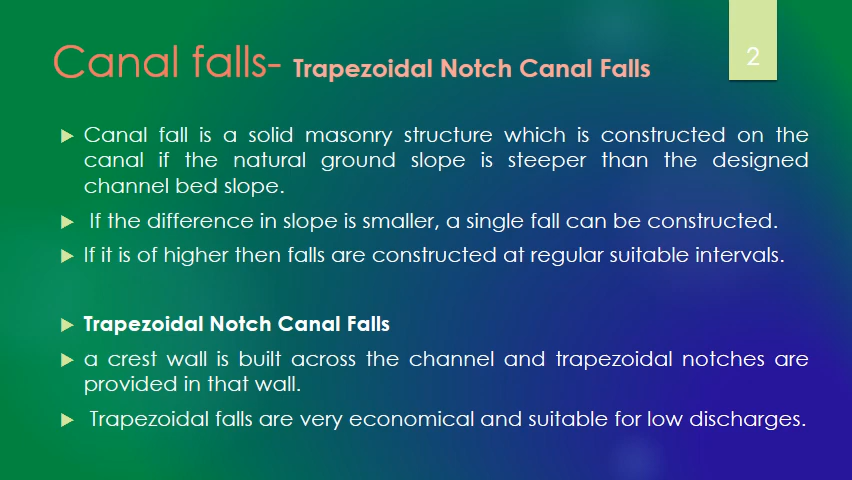 Canal falls- Trapezoidal Notch Canal Falls
2
Canal fall is a solid masonry structure which is constructed on the
canal if the natural ground slope is steeper than the designed
channel bed slope.
If the difference in slope is smaller, a single fall can be constructed.
If it is of higher then falls are constructed at regular suitable intervals.
Trapezoidal Notch Canal Falls
a crest wall is built across the channel and trapezoidal notches are
provided in that wall.
Trapezoidal falls are very economical and suitable for low discharges.